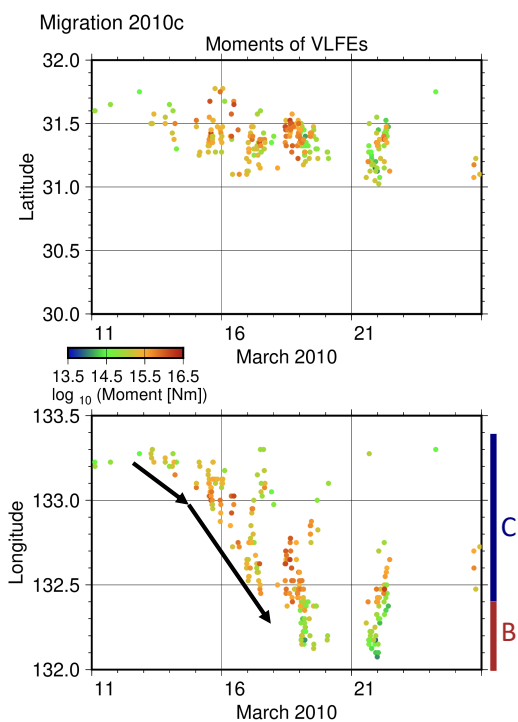 Migration 2010c
Moments of VLFEs
32.0
31.5
31.0
30.5
30.0
Latitude
11 16 21
March 2010
13.5 14.5 15.5 16.5
log 10 (Moment [Nm])
133.5
133.0
132.5
132.0
Longitude
C
B
11 16 21
March 2010